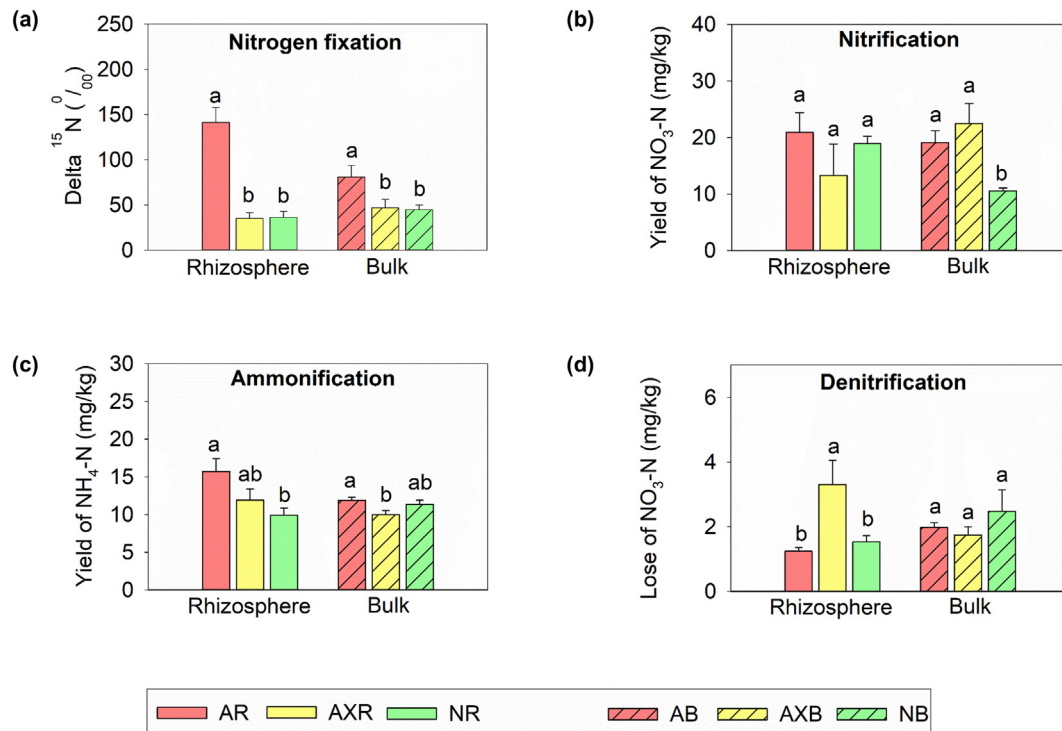 (a)
Nitrogen fixation
Delta ¹⁵N (⁰/₀₀)
250
200
150
100
50
0
a
b
b
a
b
b
Rhizosphere
Bulk
(b)
Nitrification
Yield of NO₃-N (mg/kg)
40
30
20
10
0
a
a
a
a
a
b
Rhizosphere
Bulk
(c)
Ammonification
Yield of NH₄-N (mg/kg)
30
25
20
15
10
5
0
a
ab
b
a
b
ab
Rhizosphere
Bulk
(d)
Denitrification
Lose of NO₃-N (mg/kg)
6
4
2
0
b
a
b
a
a
a
Rhizosphere
Bulk
AR AXR NR AB AXB NB